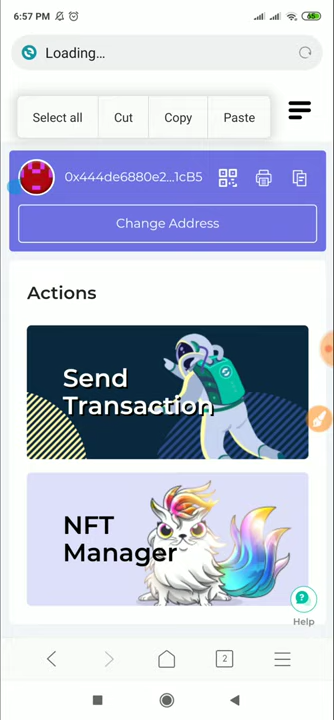 6:57 PM
65
Loading...
Select all Cut Copy Paste
0x444de6880e2...1cB5
Change Address
Actions
Send
Transaction
NFT
Manager
Help
2